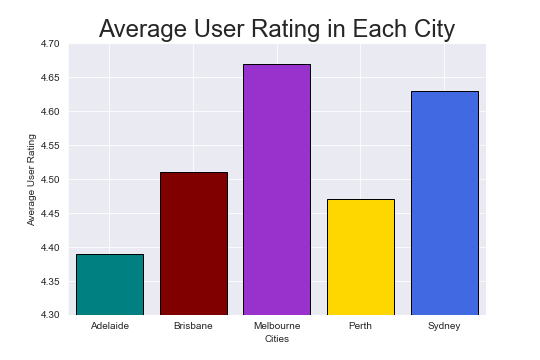 Average User Rating in Each City
4.70
4.65
4.60
4.55
4.50
4.45
4.40
4.35
4.30
Average User Rating
Adelaide Brisbane Melbourne Perth Sydney
Cities